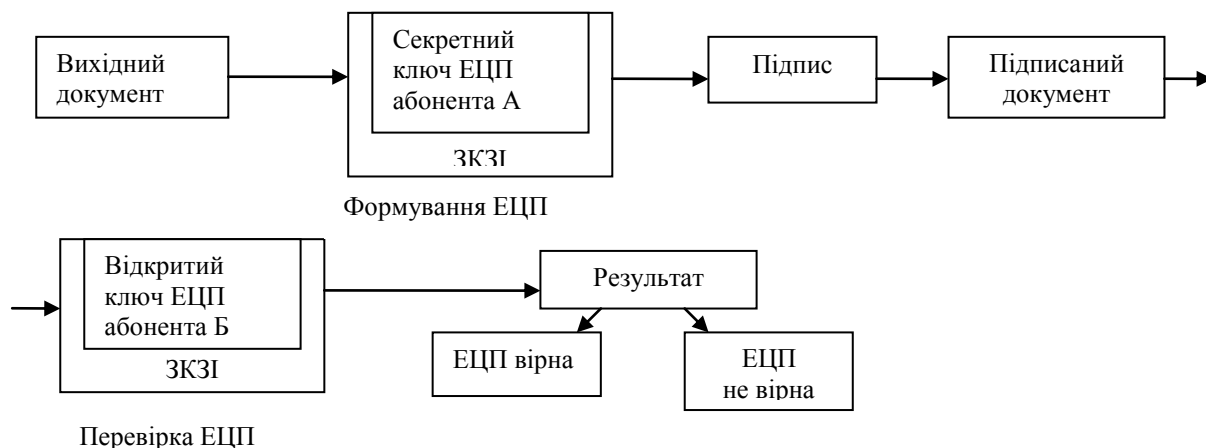 Вихідний
документ
Секретний
ключ ЕЦП
абонента А
ЗКЗІ
Підпис
Підписаний
документ
Формування ЕЦП
Відкритий
ключ ЕЦП
абонента Б
ЗКЗІ
Результат
ЕЦП вірна
ЕЦП
не вірна
Перевірка ЕЦП